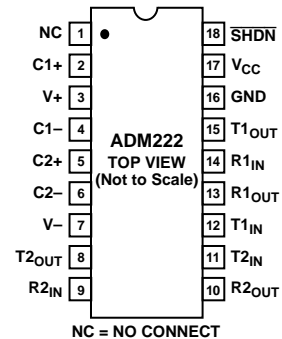 NC 1 18 SHDN
C1+ 2 17 VCC
V+ 3 16 GND
C1– 4 15 T1OUT
ADM222
C2+ 5 TOP VIEW 14 R1IN
(Not to Scale)
C2– 6 13 R1OUT
V– 7 12 T1IN
T2OUT 8 11 T2IN
R2IN 9 10 R2OUT
NC = NO CONNECT